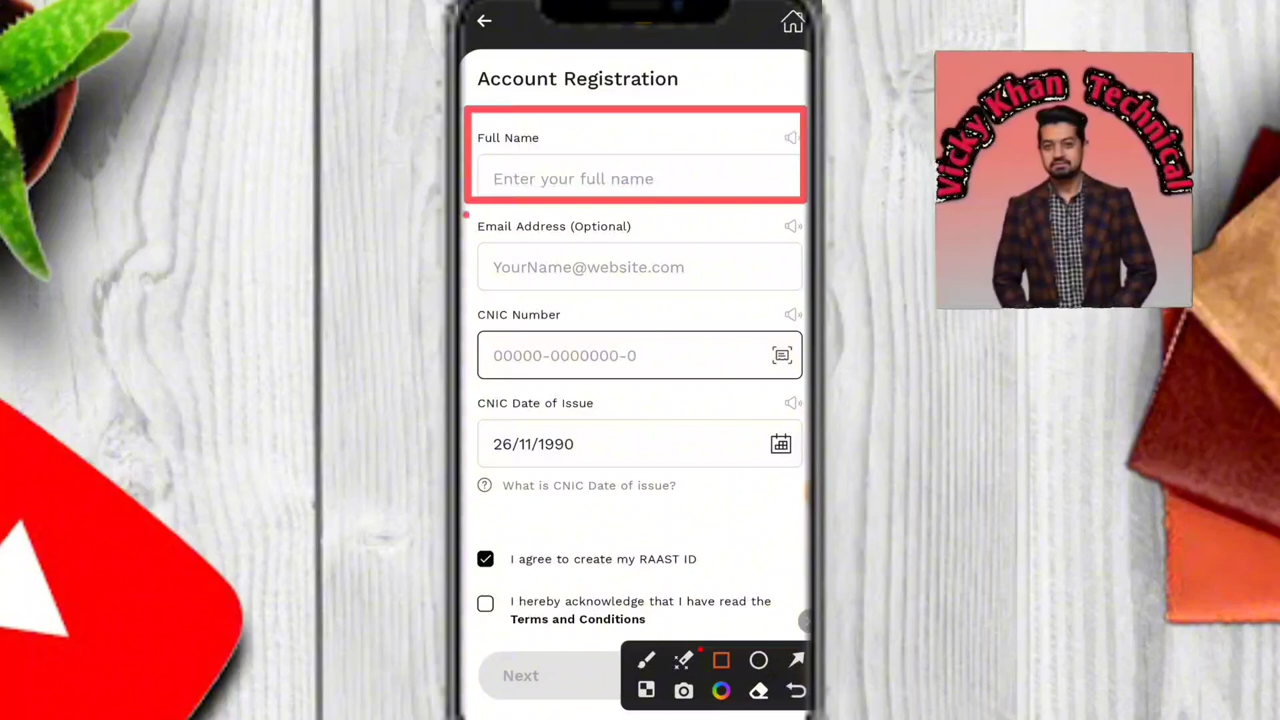 Account Registration
Full Name
Enter your full name
Email Address (Optional)
YourName@website.com
CNIC Number
00000-0000000-0
CNIC Date of Issue
26/11/1990
What is CNIC Date of issue?
I agree to create my RAAST ID
I hereby acknowledge that I have read the
Terms and Conditions
Next
Vicky Khan Technical